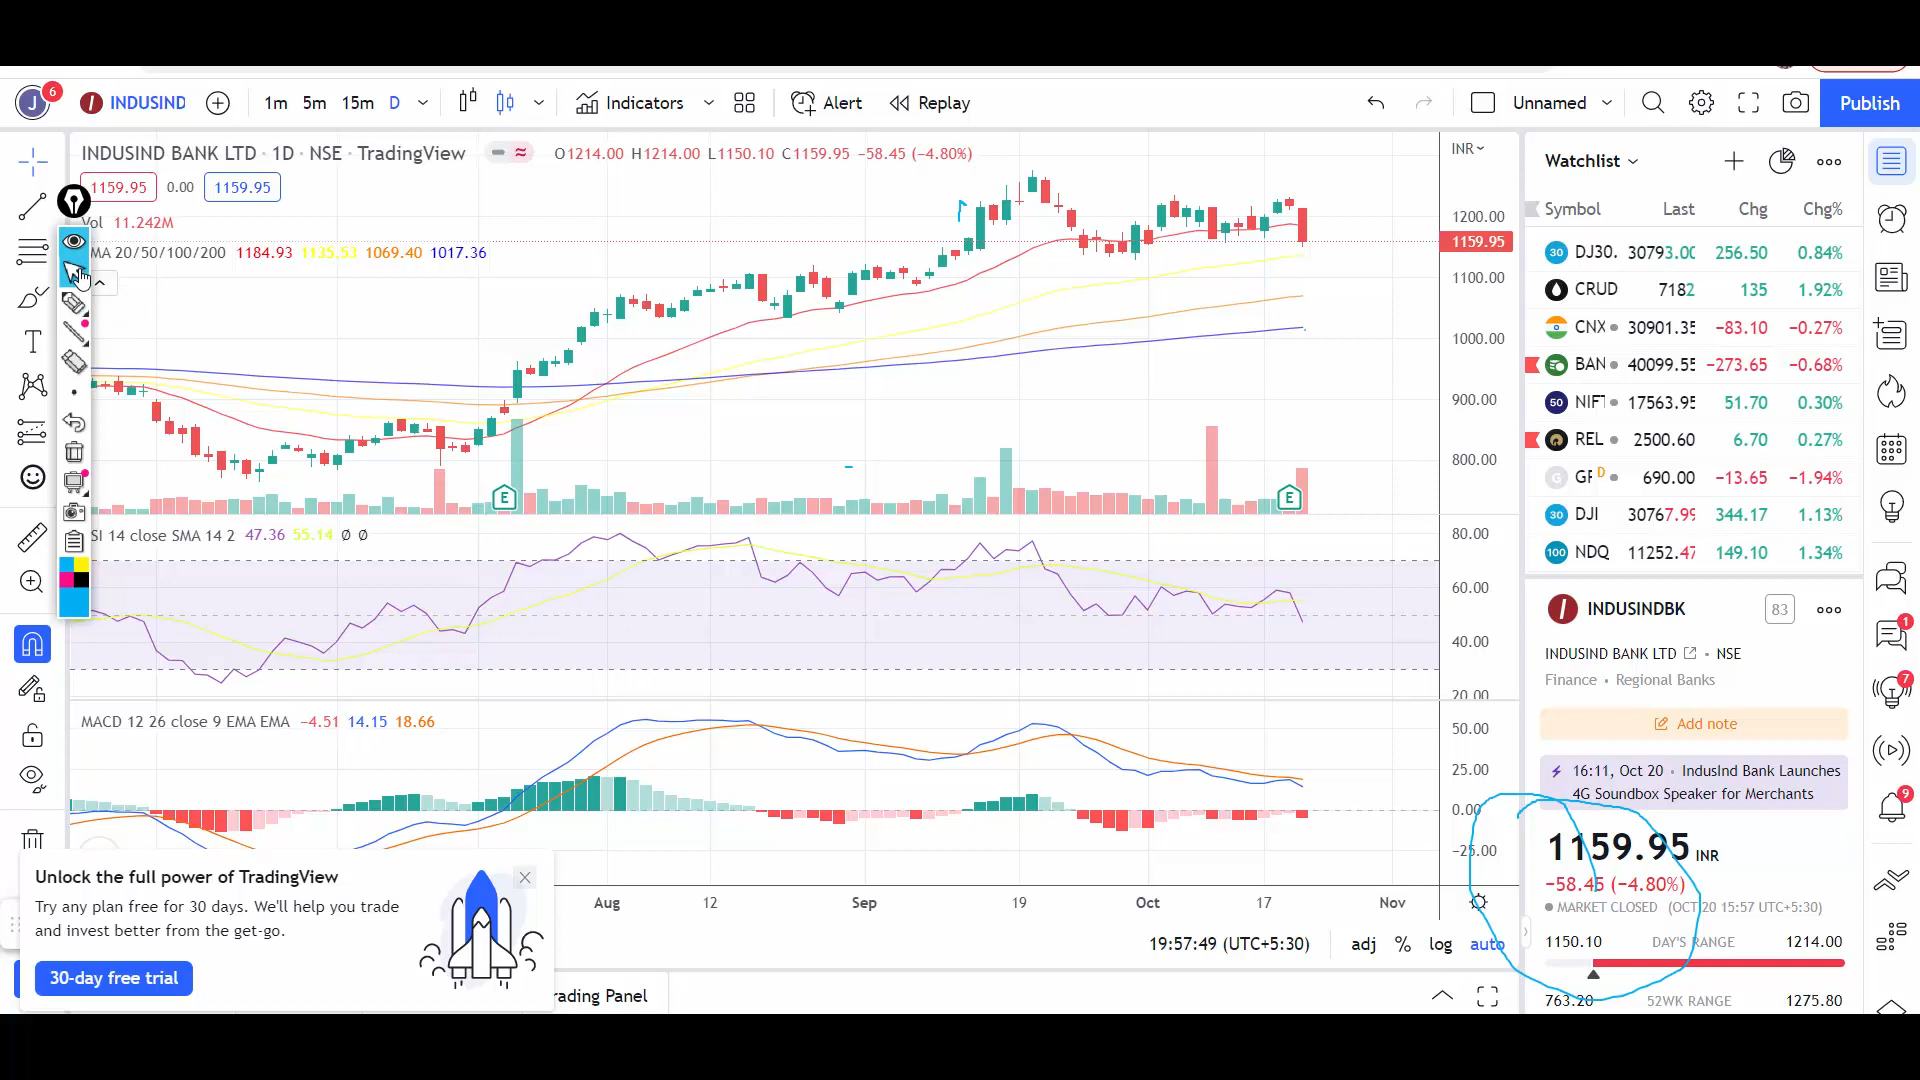 J 6 INDUSIND 1m 5m 15m D Indicators Alert Replay Unnamed Publish
INDUSIND BANK LTD · 1D · NSE · TradingView O1214.00 H1214.00 L1150.10 C1159.95 −58.45 (−4.80%)
1159.95 0.00 1159.95
Vol 11.242M
MA 20/50/100/200 1184.93 1135.53 1069.40 1017.36
INR
1200.00
1159.95
1100.00
1000.00
900.00
800.00
E E
SI 14 close SMA 14 2 47.36 55.14 Ø Ø
80.00
60.00
40.00
20.00
MACD 12 26 close 9 EMA EMA −4.51 14.15 18.66
50.00
25.00
0.00
−25.00
Aug 12 Sep 19 Oct 17 Nov
19:57:49 (UTC+5:30) adj % log auto
rading Panel
Unlock the full power of TradingView
Try any plan free for 30 days. We'll help you trade
and invest better from the get-go.
30-day free trial
Watchlist
Symbol Last Chg Chg%
30 DJ30. 30793.00 256.50 0.84%
CRUD 7182 135 1.92%
CNX 30901.35 −83.10 −0.27%
BAN 40099.55 −273.65 −0.68%
50 NIFT 17563.95 51.70 0.30%
REL 2500.60 6.70 0.27%
G GF D 690.00 −13.65 −1.94%
30 DJI 30767.99 344.17 1.13%
100 NDQ 11252.47 149.10 1.34%
INDUSINDBK 83
INDUSIND BANK LTD • NSE
Finance • Regional Banks
Add note
16:11, Oct 20 • IndusInd Bank Launches
4G Soundbox Speaker for Merchants
1159.95 INR
−58.45 (−4.80%)
MARKET CLOSED (OCT 20 15:57 UTC+5:30)
1150.10 DAY'S RANGE 1214.00
763.20 52WK RANGE 1275.80
1
7
9